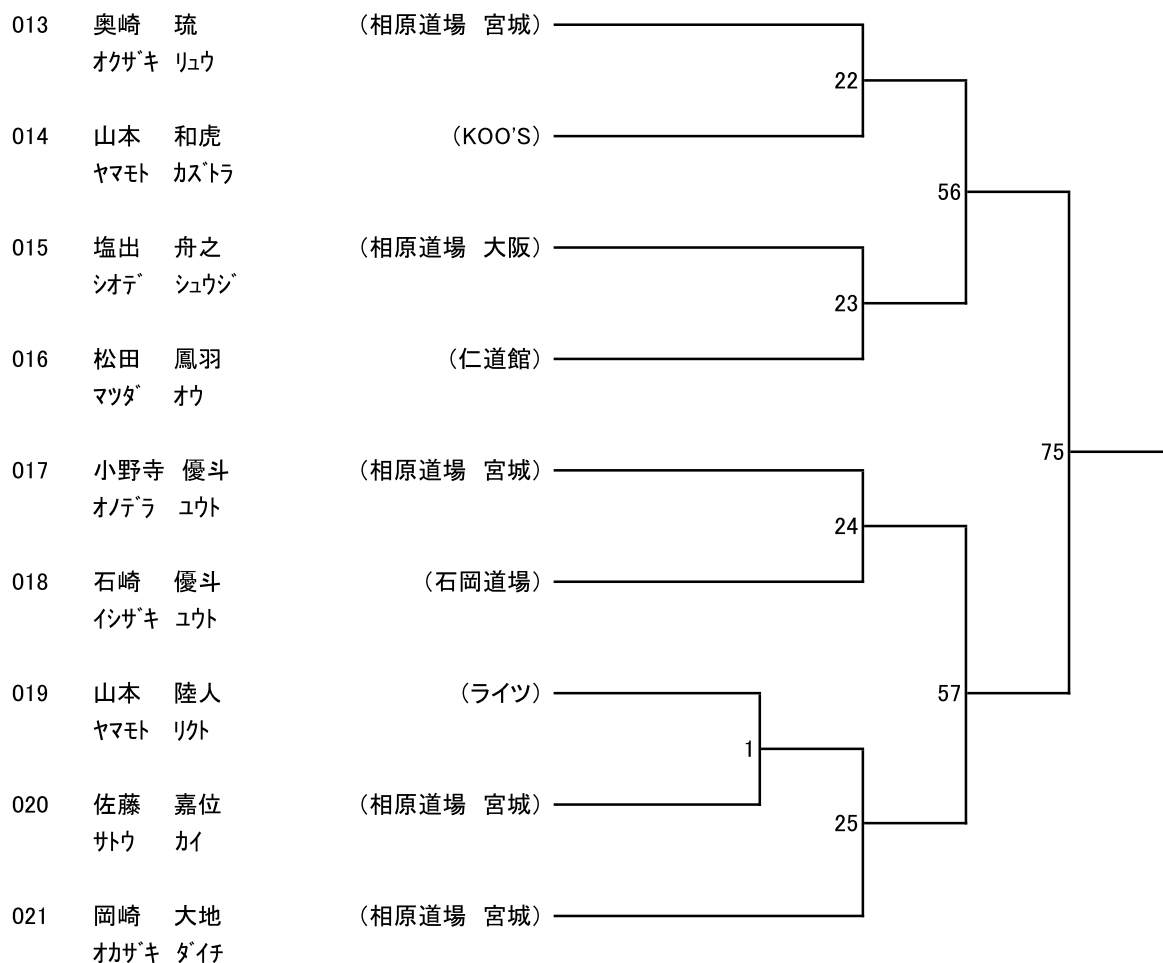 013 奥崎 琉 (相原道場 宮城)
ｵｸｻﾞｷ ﾘｭｳ
22
014 山本 和虎 (KOO'S)
ﾔﾏﾓﾄ ｶｽﾞﾄﾗ
56
015 塩出 舟之 (相原道場 大阪)
ｼｵﾃﾞ ｼｭｳｼﾞ
23
016 松田 鳳羽 (仁道館)
ﾏﾂﾀﾞ ｵｳ
75
017 小野寺 優斗 (相原道場 宮城)
ｵﾉﾃﾞﾗ ﾕｳﾄ
24
018 石崎 優斗 (石岡道場)
ｲｼｻﾞｷ ﾕｳﾄ
019 山本 陸人 (ライツ) 57
ﾔﾏﾓﾄ ﾘｸﾄ
1
020 佐藤 嘉位 (相原道場 宮城)
25
ｻﾄｳ ｶｲ
021 岡崎 大地 (相原道場 宮城)
ｵｶｻﾞｷ ﾀﾞｲﾁ